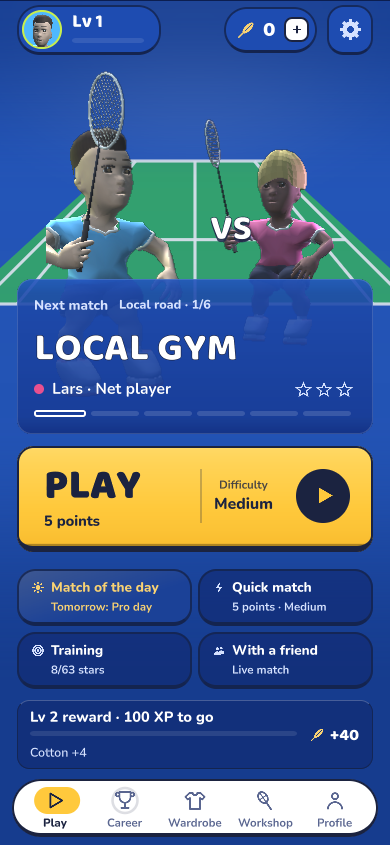 Lv 1
0
+
VS
Next match Local road · 1/6
LOCAL GYM
Lars · Net player
PLAY
5 points
Difficulty
Medium
Match of the day
Tomorrow: Pro day
Quick match
5 points · Medium
Training
8/63 stars
With a friend
Live match
Lv 2 reward · 100 XP to go
+40
Cotton +4
Play
Career
Wardrobe
Workshop
Profile